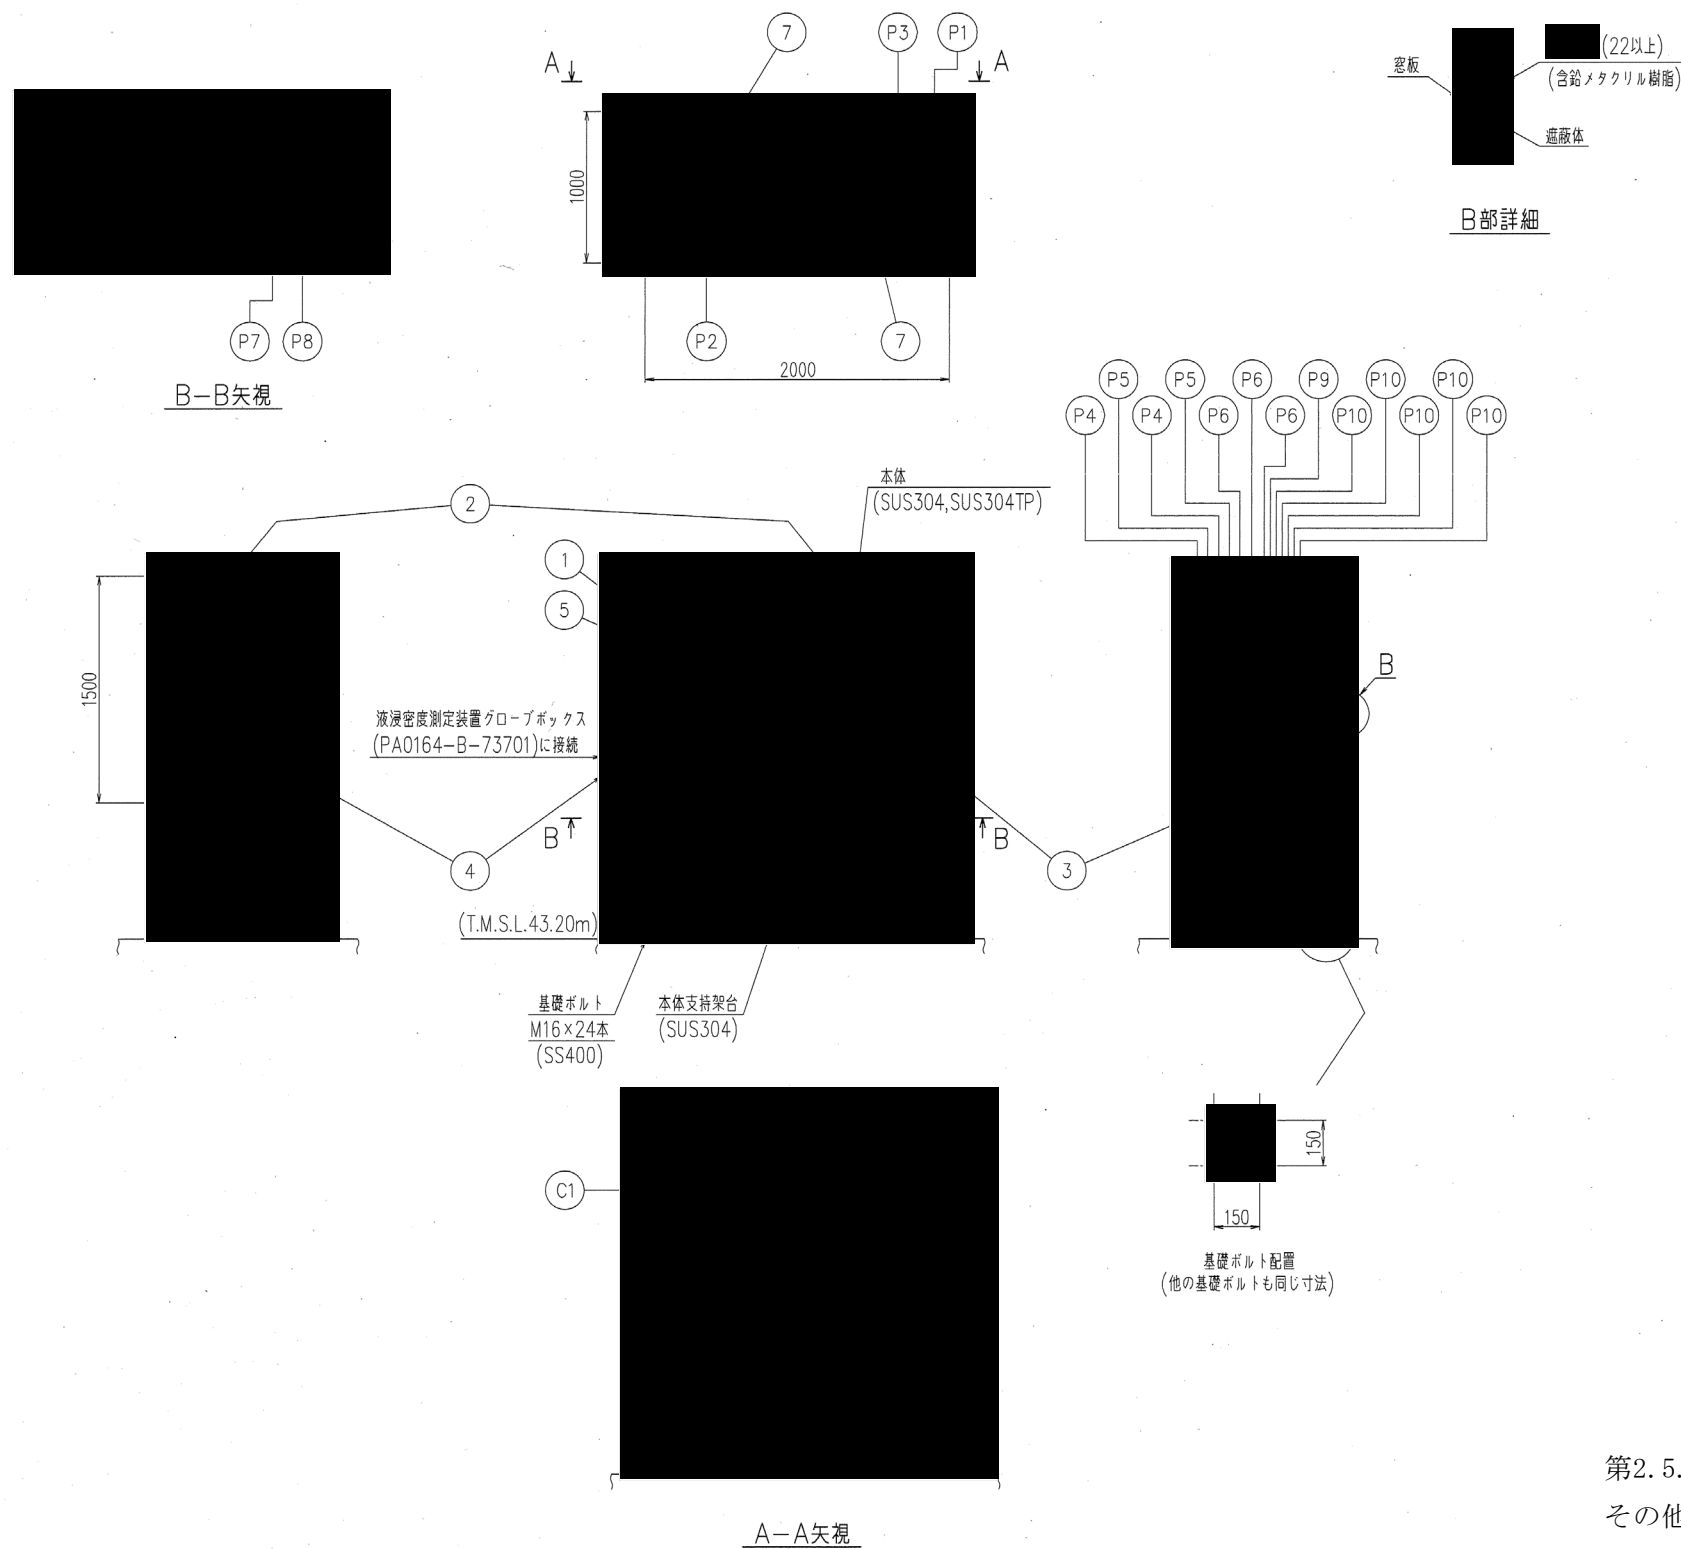 7
P3
P1
A
A
1000
P2
7
2000
窓板
(22以上)
(含鉛メタクリル樹脂)
遮蔽体
B部詳細
P7
P8
B−B矢視
P5
P5
P6
P9
P10
P10
P4
P4
P6
P6
P10
P10
P10
2
本体
(SUS304,SUS304TP)
1
5
1500
液浸密度測定装置グローブボックス
(PA0164−B−73701)に接続
B
B
B
4
3
(T.M.S.L.43.20m)
基礎ボルト
M16×24本
(SS400)
本体支持架台
(SUS304)
C1
150
150
基礎ボルト配置
(他の基礎ボルトも同じ寸法)
A−A矢視
第2.5.
その他